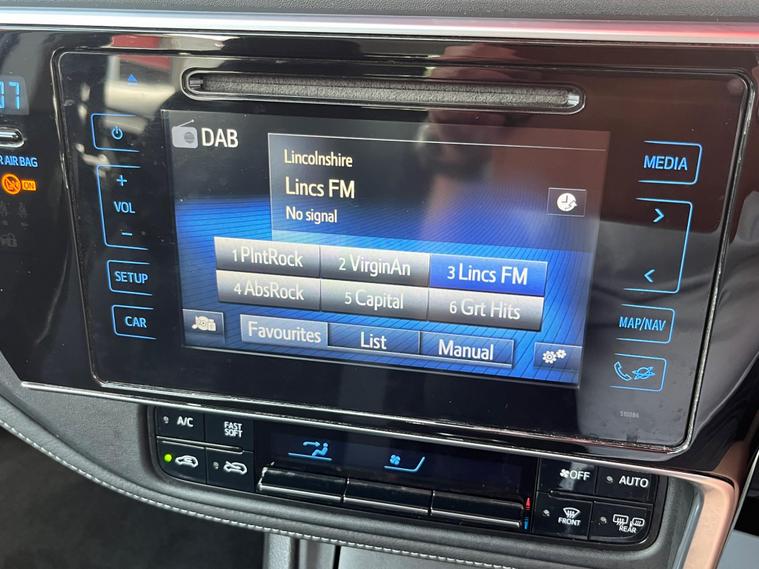 07
R AIR BAG
ON
DAB
Lincolnshire
Lincs FM
No signal
1 PlntRock
2 VirginAn
3 Lincs FM
4 AbsRock
5 Capital
6 Grt Hits
Favourites
List
Manual
+
VOL
−
SETUP
CAR
MEDIA
>
<
MAP/NAV
510084
A/C
FAST
SOFT
OFF
AUTO
FRONT
REAR